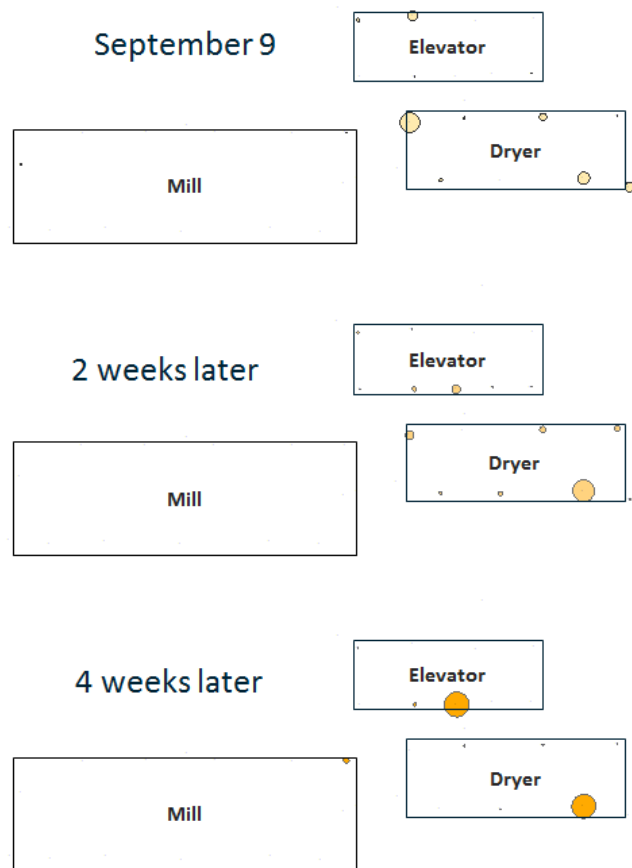 September 9
Elevator
Dryer
Mill
2 weeks later
Elevator
Dryer
Mill
4 weeks later
Elevator
Dryer
Mill